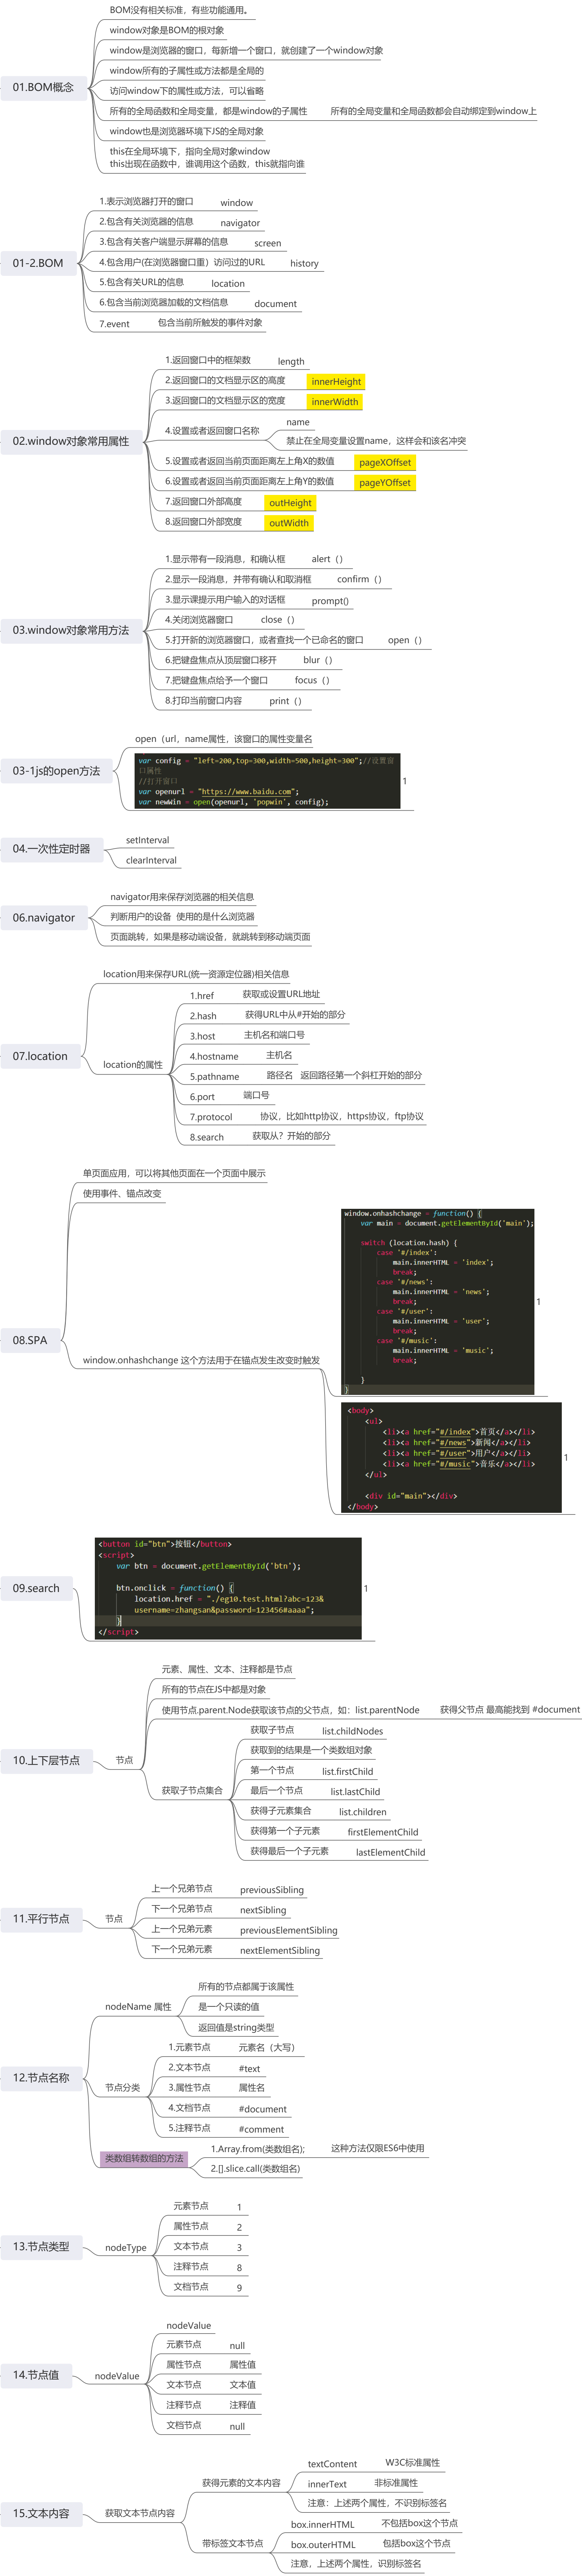 01.BOM概念
BOM没有相关标准，有些功能通用。
window对象是BOM的根对象
window是浏览器的窗口，每新增一个窗口，就创建了一个window对象
window所有的子属性或方法都是全局的
访问window下的属性或方法，可以省略
所有的全局函数和全局变量，都是window的子属性 所有的全局变量和全局函数都会自动绑定到window上
window也是浏览器环境下JS的全局对象
this在全局环境下，指向全局对象window
this出现在函数中，谁调用这个函数，this就指向谁
01-2.BOM
1.表示浏览器打开的窗口 window
2.包含有关浏览器的信息 navigator
3.包含有关客户端显示屏幕的信息 screen
4.包含用户(在浏览器窗口重）访问过的URL history
5.包含有关URL的信息 location
6.包含当前浏览器加载的文档信息 document
7.event 包含当前所触发的事件对象
02.window对象常用属性
1.返回窗口中的框架数 length
2.返回窗口的文档显示区的高度 innerHeight
3.返回窗口的文档显示区的宽度 innerWidth
4.设置或者返回窗口名称
name
禁止在全局变量设置name，这样会和该名冲突
5.设置或者返回当前页面距离左上角X的数值 pageXOffset
6.设置或者返回当前页面距离左上角Y的数值 pageYOffset
7.返回窗口外部高度 outHeight
8.返回窗口外部宽度 outWidth
03.window对象常用方法
1.显示带有一段消息，和确认框 alert（）
2.显示一段消息，并带有确认和取消框 confirm（）
3.显示课提示用户输入的对话框 prompt()
4.关闭浏览器窗口 close（）
5.打开新的浏览器窗口，或者查找一个已命名的窗口 open（）
6.把键盘焦点从顶层窗口移开 blur（）
7.把键盘焦点给予一个窗口 focus（）
8.打印当前窗口内容 print（）
03-1js的open方法
open（url，name属性，该窗口的属性变量名
var config = "left=200,top=300,width=500,height=300";//设置窗
口属性
//打开窗口
var openurl = "https://www.baidu.com";
var newWin = open(openurl, 'popwin', config);
1
04.一次性定时器
setInterval
clearInterval
06.navigator
navigator用来保存浏览器的相关信息
判断用户的设备 使用的是什么浏览器
页面跳转，如果是移动端设备，就跳转到移动端页面
07.location
location用来保存URL(统一资源定位器)相关信息
location的属性
1.href 获取或设置URL地址
2.hash 获得URL中从#开始的部分
3.host 主机名和端口号
4.hostname 主机名
5.pathname 路径名 返回路径第一个斜杠开始的部分
6.port 端口号
7.protocol 协议，比如http协议，https协议，ftp协议
8.search 获取从？开始的部分
08.SPA
单页面应用，可以将其他页面在一个页面中展示
使用事件、锚点改变
window.onhashchange 这个方法用于在锚点发生改变时触发
window.onhashchange = function() {
var main = document.getElementById('main');
switch (location.hash) {
case '#/index':
main.innerHTML = 'index';
break;
case '#/news':
main.innerHTML = 'news';
break;
case '#/user':
main.innerHTML = 'user';
break;
case '#/music':
main.innerHTML = 'music';
break;
}
}
1
<body>
<ul>
<li><a href="#/index">首页</a></li>
<li><a href="#/news">新闻</a></li>
<li><a href="#/user">用户</a></li>
<li><a href="#/music">音乐</a></li>
</ul>
<div id="main"></div>
</body>
1
09.search
<button id="btn">按钮</button>
<script>
var btn = document.getElementById('btn');
btn.onclick = function() {
location.href = "./eg10.test.html?abc=123&
username=zhangsan&password=123456#aaaa";
}
</script>
1
10.上下层节点
节点
元素、属性、文本、注释都是节点
所有的节点在JS中都是对象
使用节点.parent.Node获取该节点的父节点，如：list.parentNode 获得父节点 最高能找到 #document
获取子节点集合
获取子节点 list.childNodes
获取到的结果是一个类数组对象
第一个节点 list.firstChild
最后一个节点 list.lastChild
获得子元素集合 list.children
获得第一个子元素 firstElementChild
获得最后一个子元素 lastElementChild
11.平行节点
节点
上一个兄弟节点 previousSibling
下一个兄弟节点 nextSibling
上一个兄弟元素 previousElementSibling
下一个兄弟元素 nextElementSibling
12.节点名称
nodeName 属性
所有的节点都属于该属性
是一个只读的值
返回值是string类型
节点分类
1.元素节点 元素名（大写）
2.文本节点 #text
3.属性节点 属性名
4.文档节点 #document
5.注释节点 #comment
类数组转数组的方法
1.Array.from(类数组名); 这种方法仅限ES6中使用
2.[].slice.call(类数组名)
13.节点类型
nodeType
元素节点 1
属性节点 2
文本节点 3
注释节点 8
文档节点 9
14.节点值
nodeValue
nodeValue
元素节点 null
属性节点 属性值
文本节点 文本值
注释节点 注释值
文档节点 null
15.文本内容
获取文本节点内容
获得元素的文本内容
textContent W3C标准属性
innerText 非标准属性
注意：上述两个属性，不识别标签名
带标签文本节点
box.innerHTML 不包括box这个节点
box.outerHTML 包括box这个节点
注意，上述两个属性，识别标签名